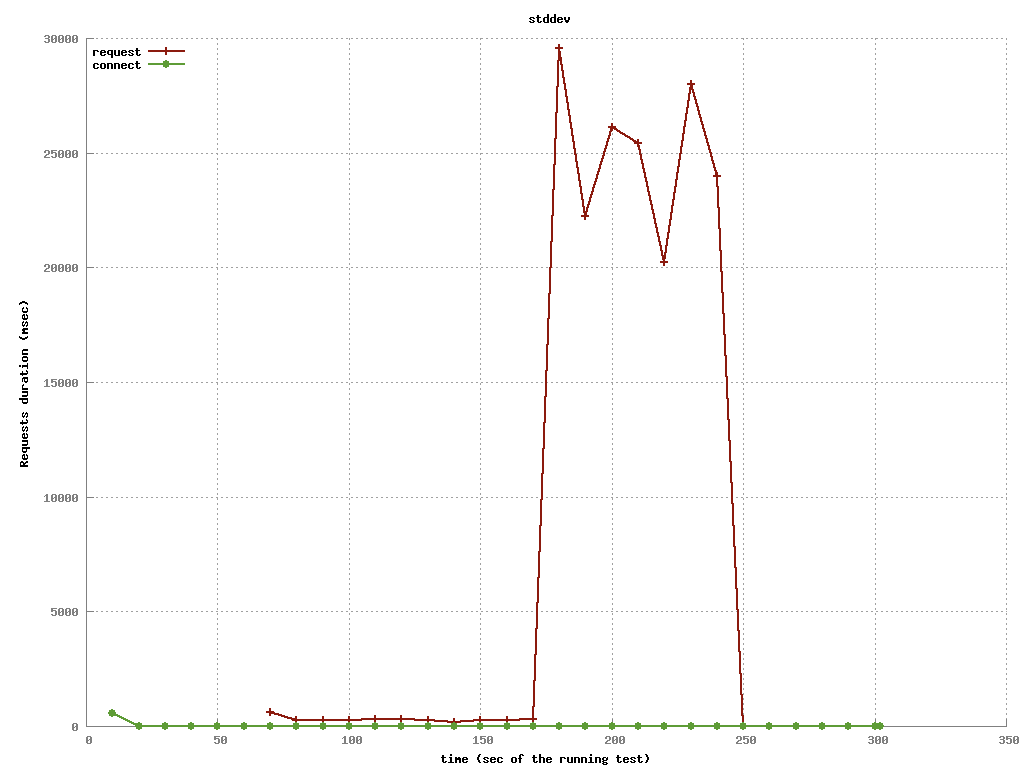 stddev
request
connect
30000
25000
20000
15000
10000
5000
0
Requests duration (msec)
0 50 100 150 200 250 300 350
time (sec of the running test)